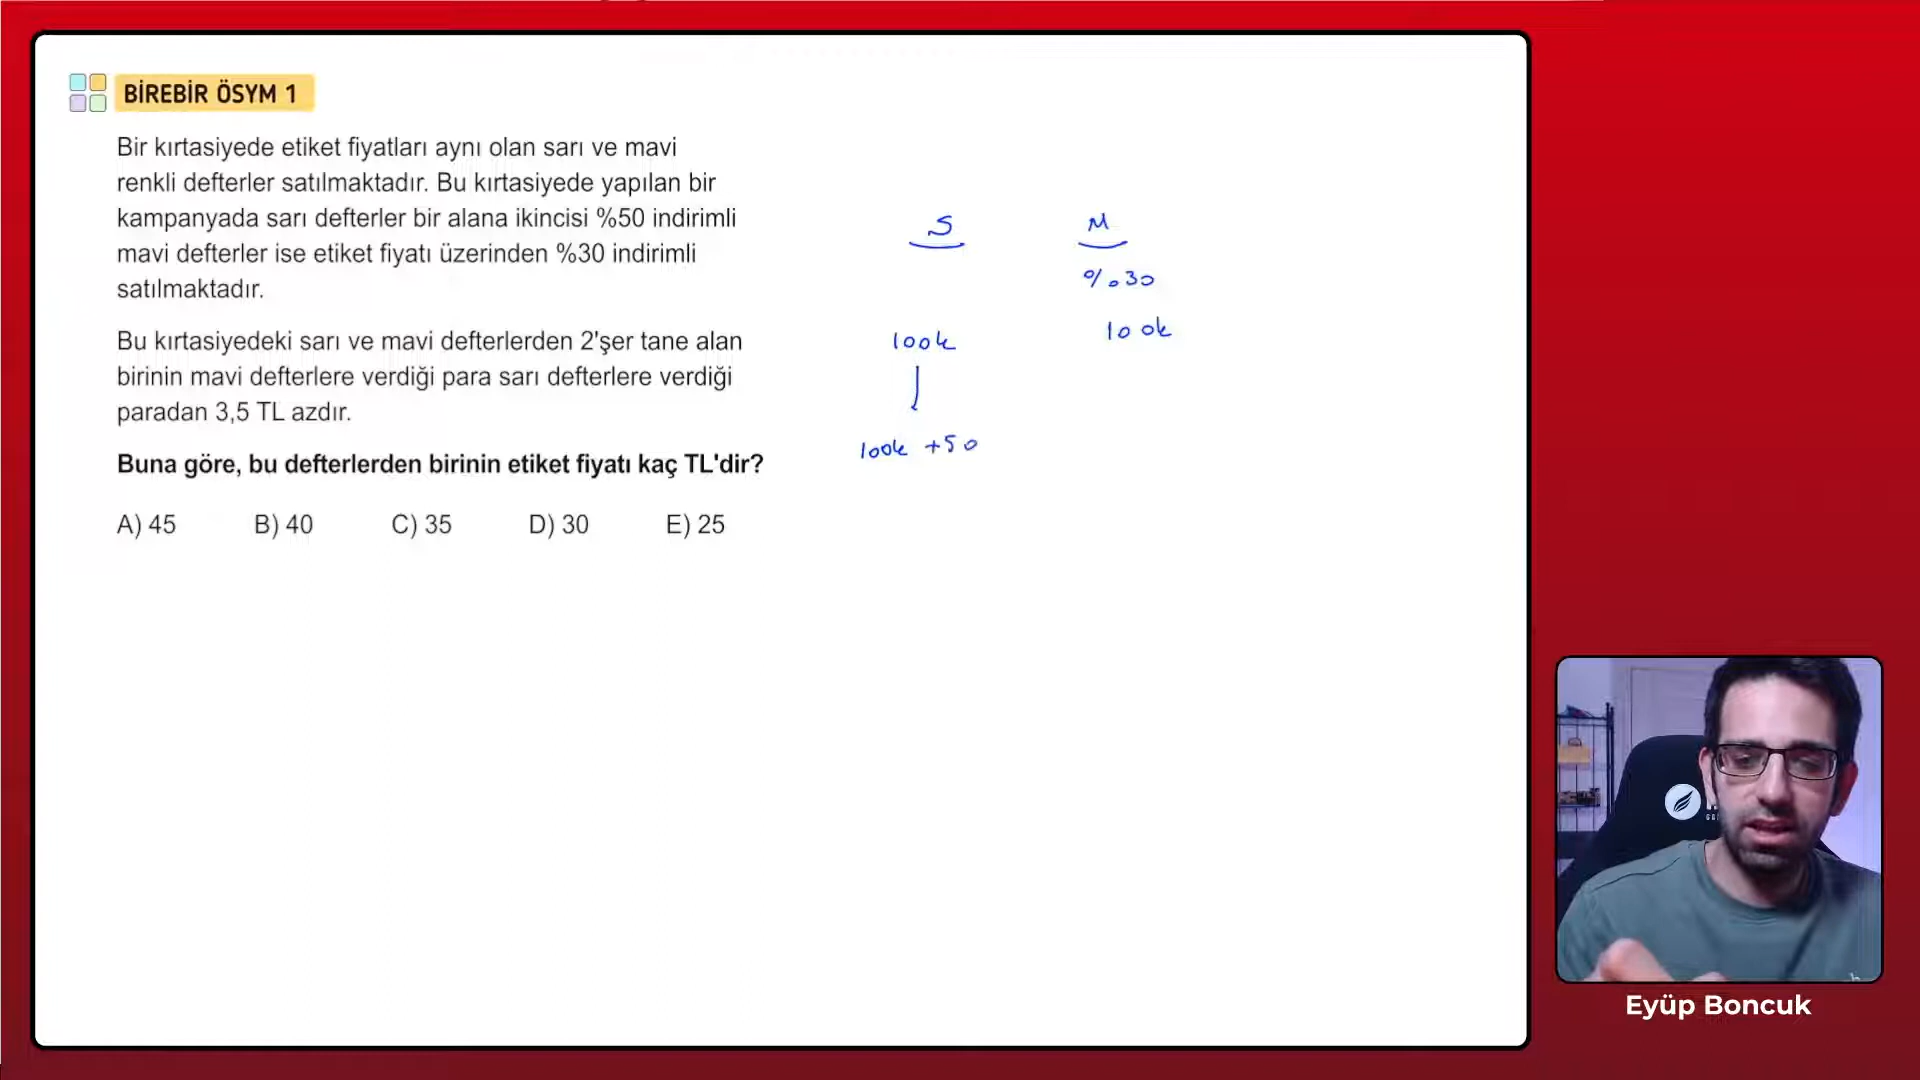 BİREBİR ÖSYM 1
Bir kırtasiyede etiket fiyatları aynı olan sarı ve mavi
renkli defterler satılmaktadır. Bu kırtasiyede yapılan bir
kampanyada sarı defterler bir alana ikincisi %50 indirimli
mavi defterler ise etiket fiyatı üzerinden %30 indirimli
satılmaktadır.
Bu kırtasiyedeki sarı ve mavi defterlerden 2'şer tane alan
birinin mavi defterlere verdiği para sarı defterlere verdiği
paradan 3,5 TL azdır.
Buna göre, bu defterlerden birinin etiket fiyatı kaç TL'dir?
A) 45 B) 40 C) 35 D) 30 E) 25
S M
%30
100k 100k
100k +50
Eyüp Boncuk